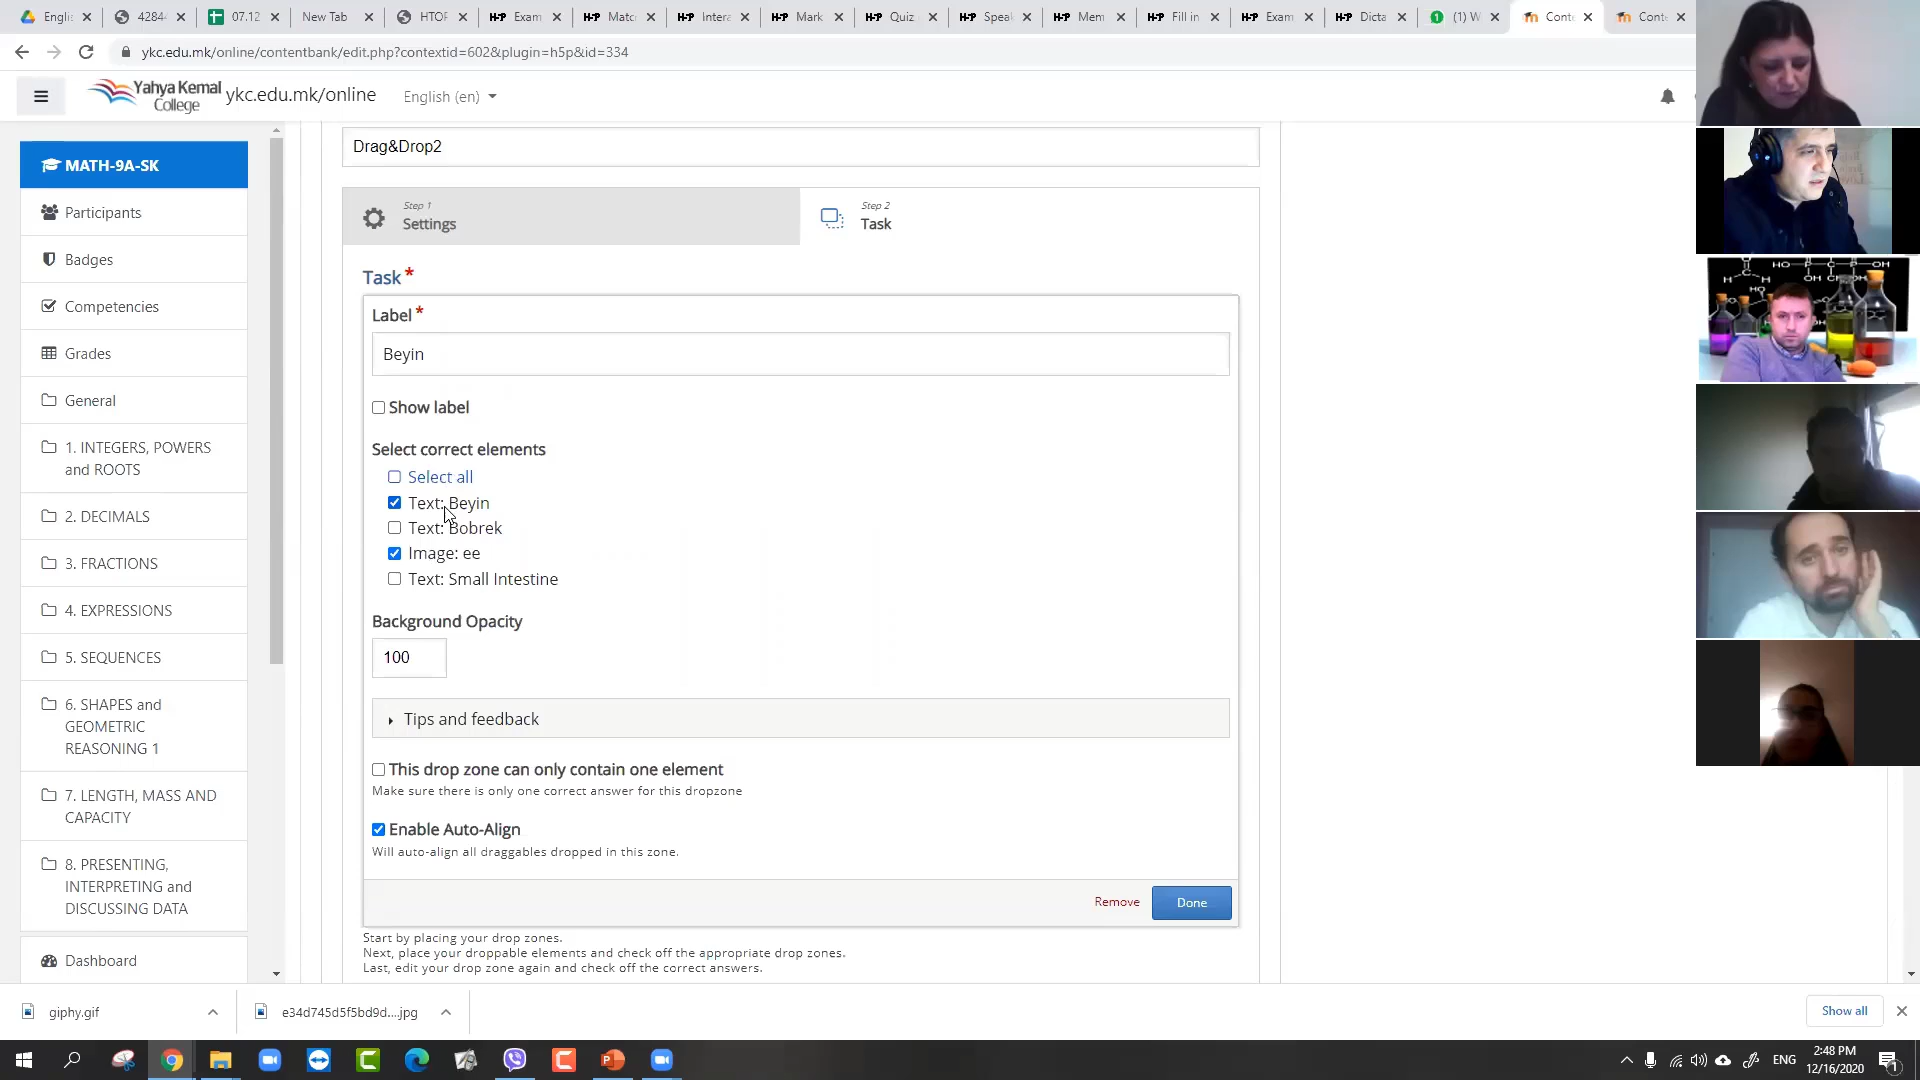 Englis
4284
07.12
New Tab
HTOP
H-P Exam
H-P Matc
H-P Intera
H-P Mark
H-P Quiz
H-P Speak
H-P Mem
H-P Fill in
H-P Exam
H-P Dicta
1 (1) W
Conte
Conte
ykc.edu.mk/online/contentbank/edit.php?contextid=602&plugin=h5p&id=334
Yahya Kemal
College
ykc.edu.mk/online
English (en)
MATH-9A-SK
Participants
Badges
Competencies
Grades
General
1. INTEGERS, POWERS
and ROOTS
2. DECIMALS
3. FRACTIONS
4. EXPRESSIONS
5. SEQUENCES
6. SHAPES and
GEOMETRIC
REASONING 1
7. LENGTH, MASS AND
CAPACITY
8. PRESENTING,
INTERPRETING and
DISCUSSING DATA
Dashboard
Drag&Drop2
Step 1
Settings
Step 2
Task
Task*
Label*
Beyin
Show label
Select correct elements
Select all
Text: Beyin
Text: Bobrek
Image: ee
Text: Small Intestine
Background Opacity
100
Tips and feedback
This drop zone can only contain one element
Make sure there is only one correct answer for this dropzone
Enable Auto-Align
Will auto-align all draggables dropped in this zone.
Remove
Done
Start by placing your drop zones.
Next, place your droppable elements and check off the appropriate drop zones.
Last, edit your drop zone again and check off the correct answers.
giphy.gif
e34d745d5f5bd9d....jpg
Show all
ENG
2:48 PM
12/16/2020
1